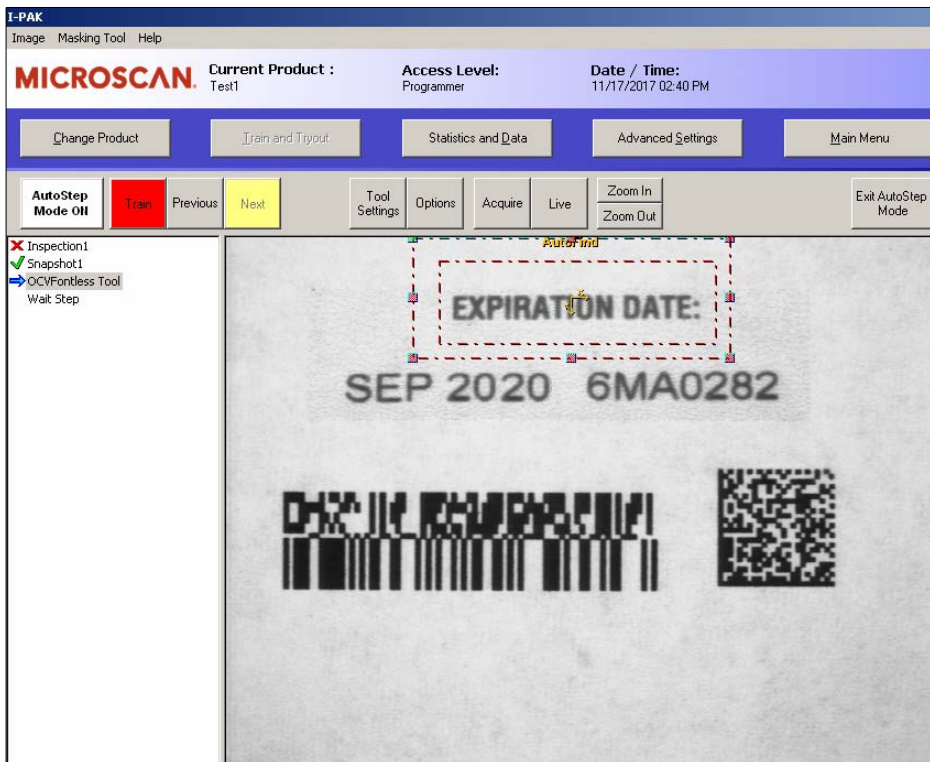 I-PAK
Image Masking Tool Help
MICROSCAN. Current Product : Access Level: Date / Time:
Test1 Programmer 11/17/2017 02:40 PM
Change Product Train and Tryout Statistics and Data Advanced Settings Main Menu
AutoStep Mode ON Train Previous Next Tool Settings Options Acquire Live Zoom In Zoom Out Exit AutoStep Mode
Inspection1
Snapshot1
OCVFontless Tool
Wait Step
AutoFind
EXPIRATION DATE:
SEP 2020 6MA0282